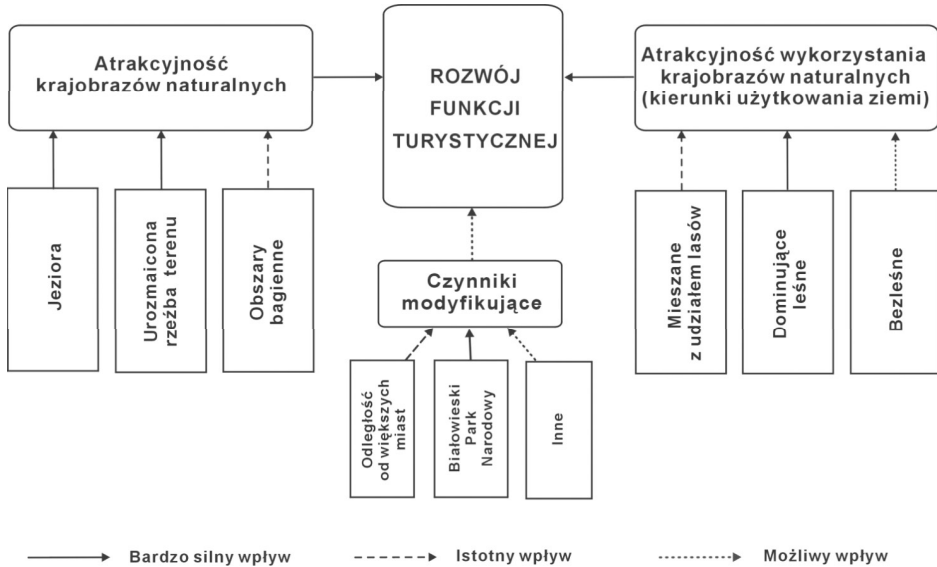 Atrakcyjność
krajobrazów naturalnych
ROZWÓJ
FUNKCJI
TURYSTYCZNEJ
Atrakcyjność wykorzystania
krajobrazów naturalnych
(kierunki użytkowania ziemi)
Jeziora
Urozmaicona
rzeźba terenu
Obszary
bagienne
Czynniki
modyfikujące
Mieszane
z udziałem lasów
Dominujące
leśne
Bezleśne
Odległość
od większych
miast
Białowieski
Park
Narodowy
Inne
Bardzo silny wpływ
Istotny wpływ
Możliwy wpływ